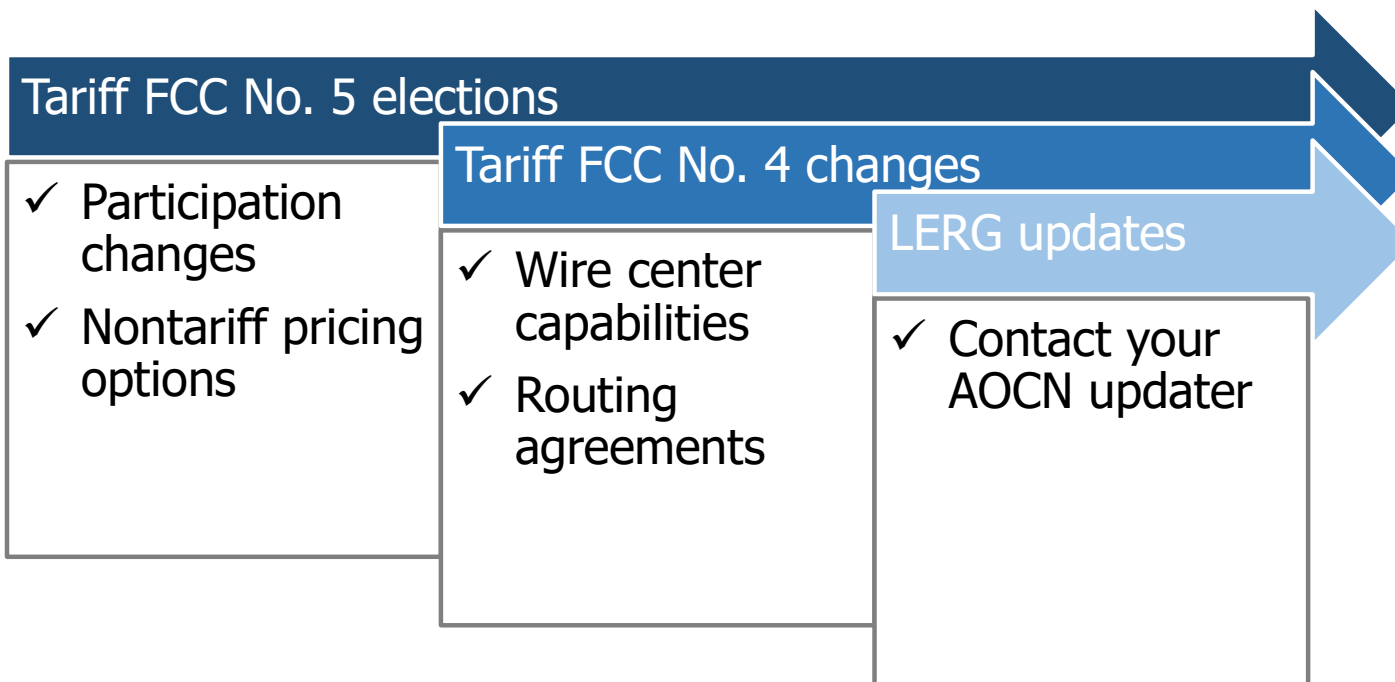 Tariff FCC No. 5 elections
✓ Participation
changes
✓ Nontariff pricing
options
Tariff FCC No. 4 changes
✓ Wire center
capabilities
✓ Routing
agreements
LERG updates
✓ Contact your
AOCN updater